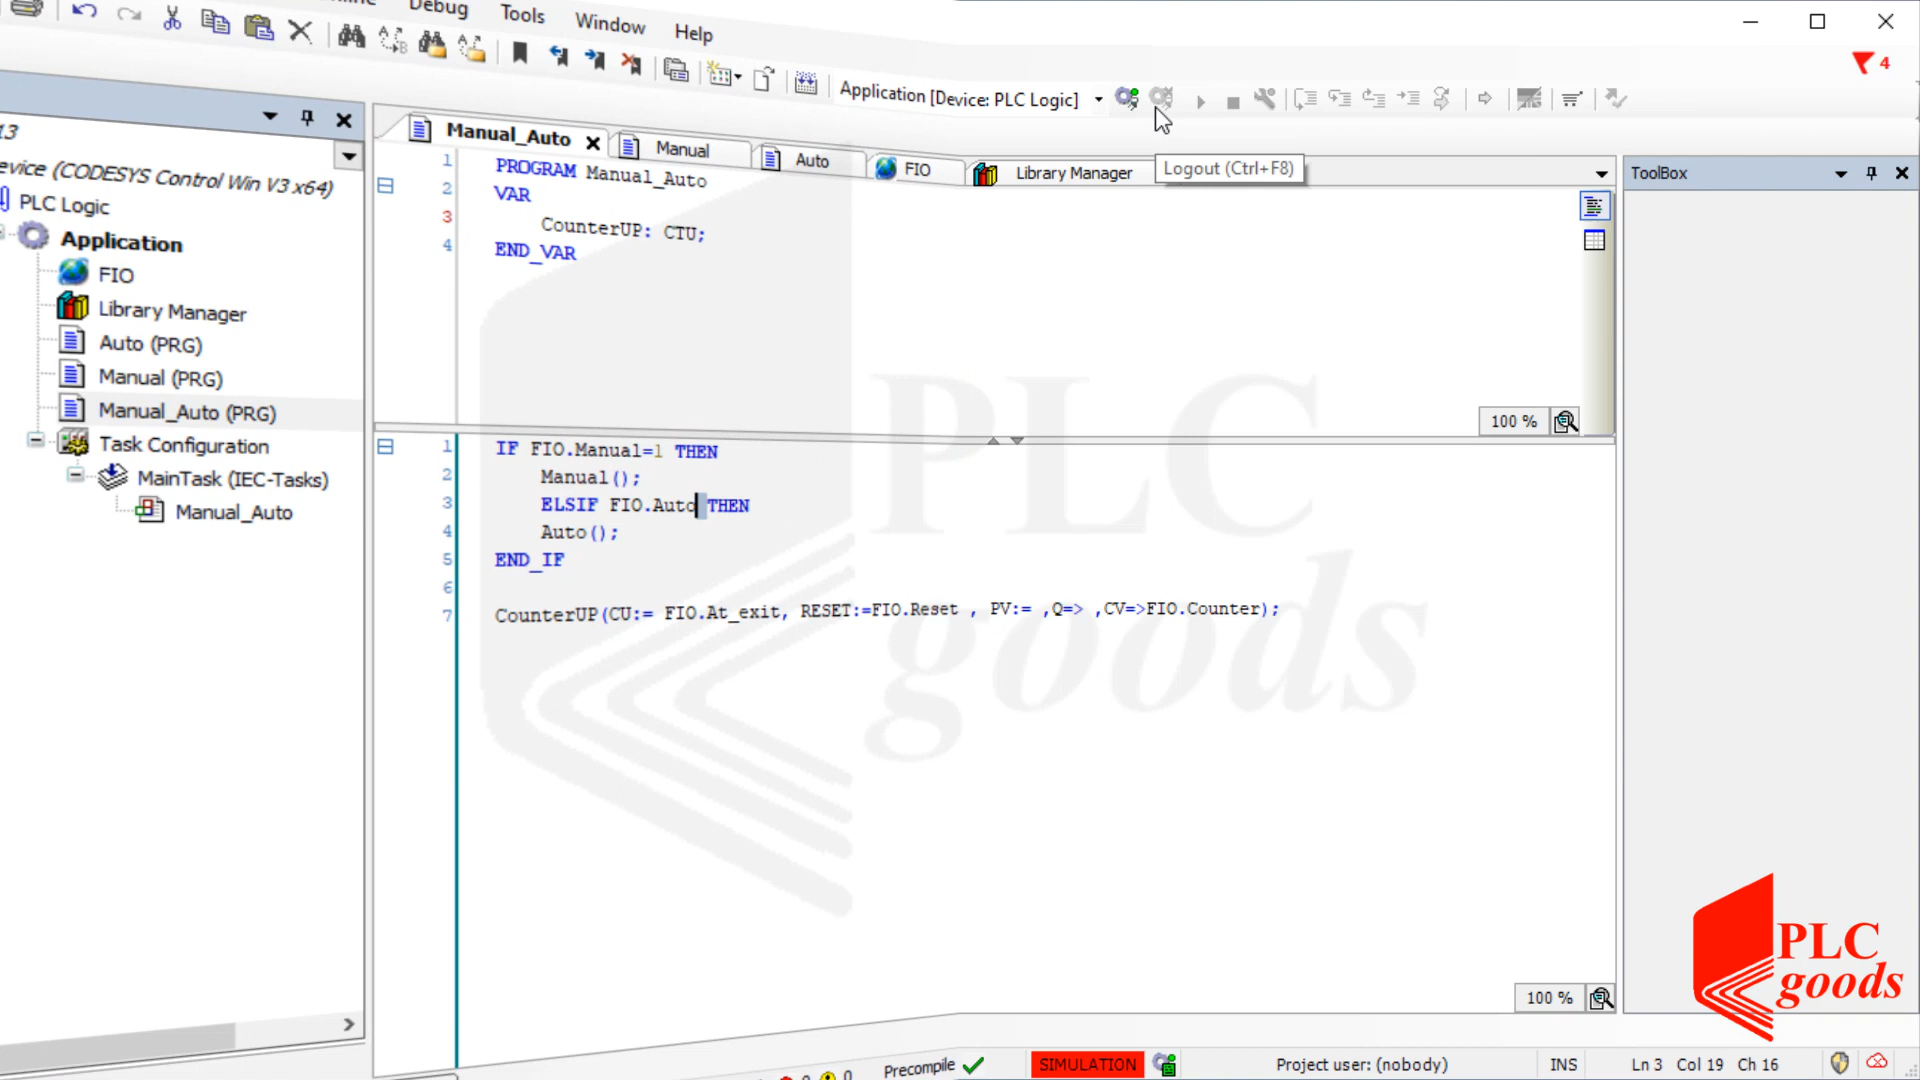 Debug Tools Window Help
4
Application [Device: PLC Logic]
Logout (Ctrl+F8)
Manual_Auto Manual Auto FIO Library Manager
ToolBox
13
evice (CODESYS Control Win V3 x64)
PLC Logic
Application
FIO
Library Manager
Auto (PRG)
Manual (PRG)
Manual_Auto (PRG)
Task Configuration
MainTask (IEC-Tasks)
Manual_Auto
1 PROGRAM Manual_Auto
2 VAR
3 CounterUP: CTU;
4 END_VAR
100 %
1 IF FIO.Manual=1 THEN
2 Manual();
3 ELSIF FIO.Auto THEN
4 Auto();
5 END_IF
6
7 CounterUP(CU:= FIO.At_exit, RESET:=FIO.Reset , PV:= ,Q=> ,CV=>FIO.Counter);
PLC
goods
100 %
PLC
goods
0 0 Precompile SIMULATION Project user: (nobody) INS Ln 3 Col 19 Ch 16